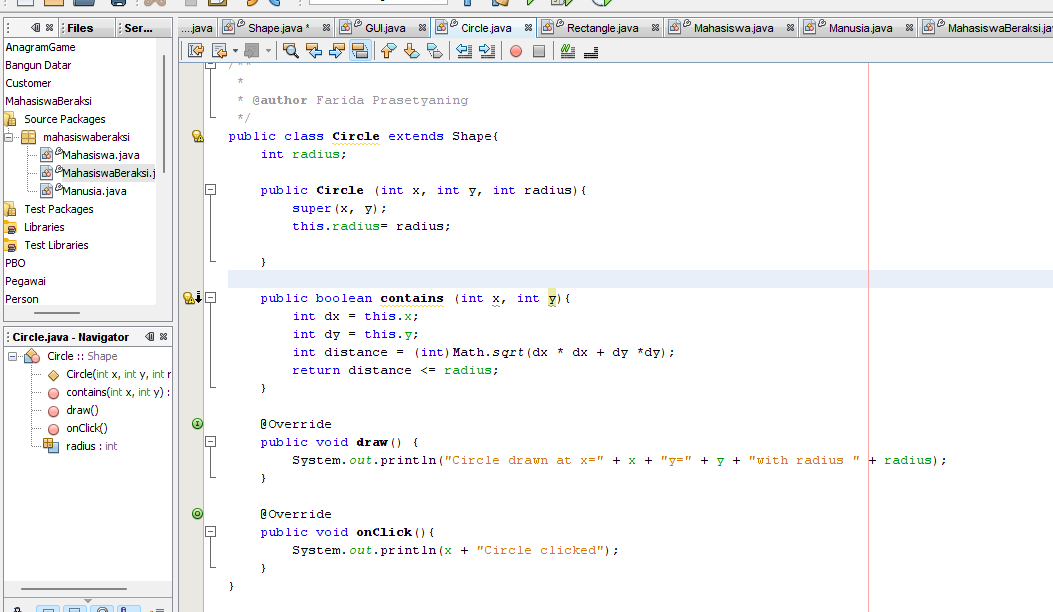 Files
Ser...
AnagramGame
Bangun Datar
Customer
MahasiswaBeraksi
Source Packages
mahasiswaberaksi
Mahasiswa.java
MahasiswaBeraksi.j
Manusia.java
Test Packages
Libraries
Test Libraries
PBO
Pegawai
Person
Circle.java - Navigator
Circle :: Shape
Circle(int x, int y, int r
contains(int x, int y) :
draw()
onClick()
radius : int
....java
Shape.java *
GUI.java
Circle.java
Rectangle.java
Mahasiswa.java
Manusia.java
MahasiswaBeraksi.java
/**
*
* @author Farida Prasetyaning
*/
public class Circle extends Shape{
int radius;
public Circle (int x, int y, int radius){
super(x, y);
this.radius= radius;
}
public boolean contains (int x, int y){
int dx = this.x;
int dy = this.y;
int distance = (int)Math.sqrt(dx * dx + dy *dy);
return distance <= radius;
}
@Override
public void draw() {
System.out.println("Circle drawn at x=" + x + "y=" + y + "with radius " + radius);
}
@Override
public void onClick(){
System.out.println(x + "Circle clicked");
}
}